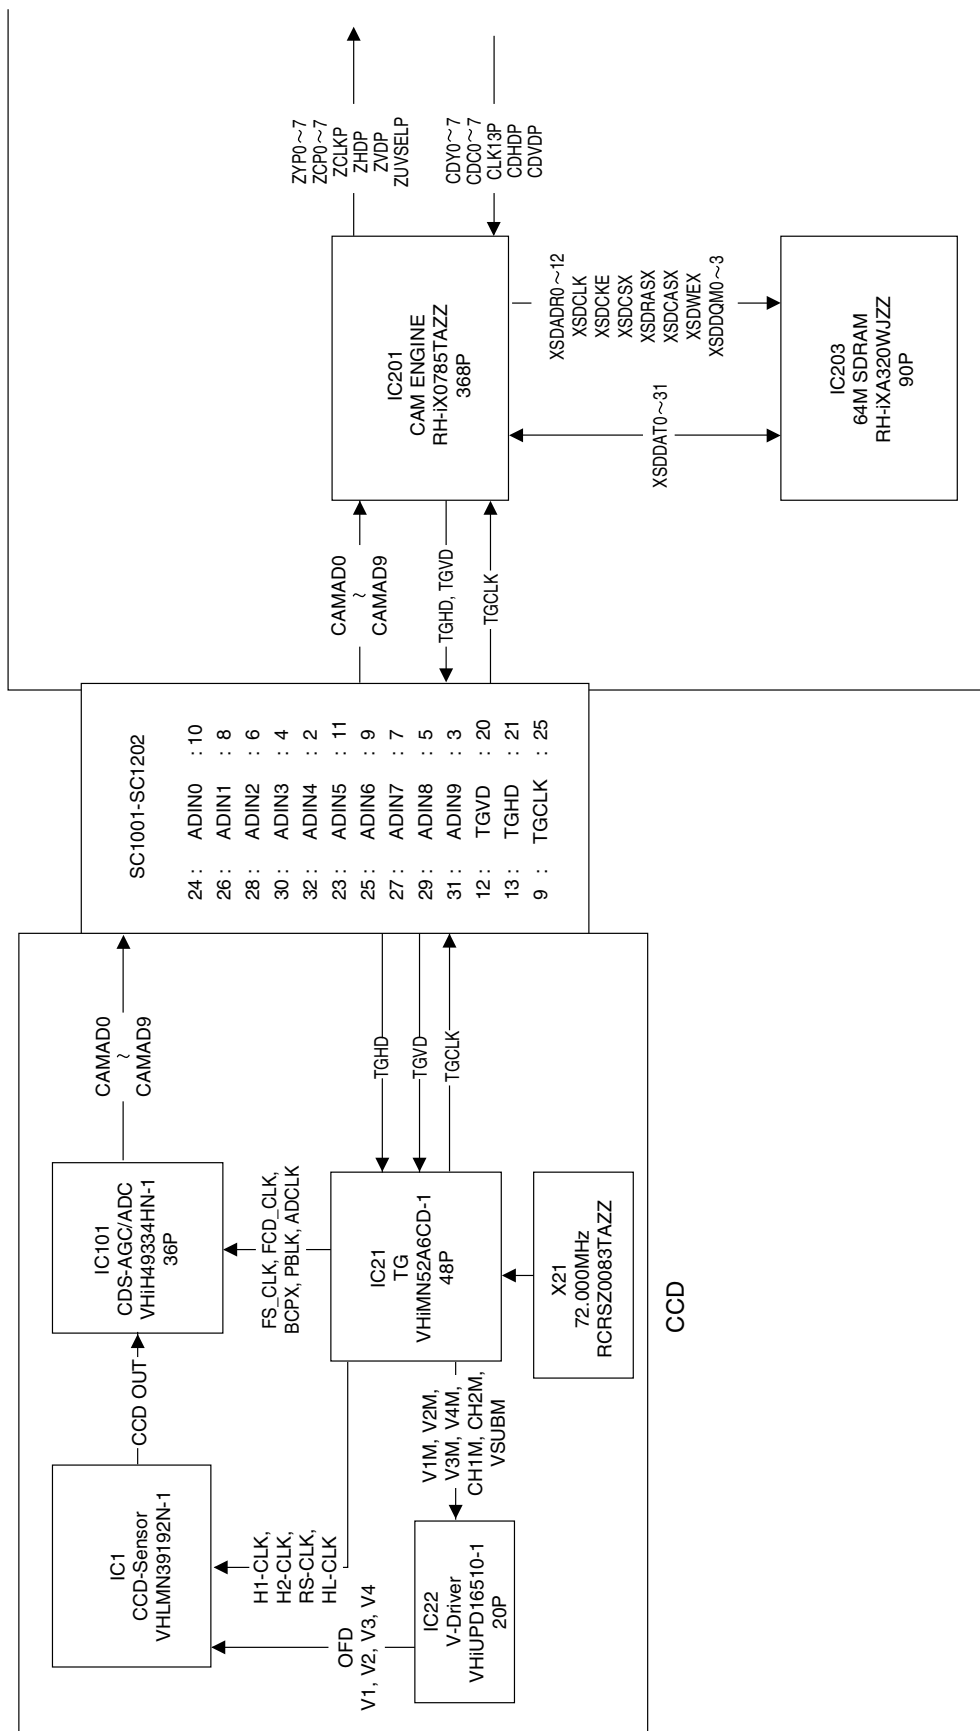 IC1
CCD-Sensor
VHLMN39192N-1
CCD OUT
IC101
CDS-AGC/ADC
VHiH49334HN-1
36P
CAMAD0
~
CAMAD9
H1-CLK,
H2-CLK,
RS-CLK,
HL-CLK
OFD
V1, V2, V3, V4
FS_CLK, FCD_CLK,
BCPX, PBLK, ADCLK
IC22
V-Driver
VHiUPD16510-1
20P
V1M, V2M,
V3M, V4M,
CH1M, CH2M,
VSUBM
IC21
TG
VHiMN52A6CD-1
48P
TGHD
TGVD
TGCLK
X21
72.000MHz
RCRSZ0083TAZZ
CCD
SC1001-SC1202
24 : ADIN0 : 10
26 : ADIN1 : 8
28 : ADIN2 : 6
30 : ADIN3 : 4
32 : ADIN4 : 2
23 : ADIN5 : 11
25 : ADIN6 : 9
27 : ADIN7 : 7
29 : ADIN8 : 5
31 : ADIN9 : 3
12 : TGVD : 20
13 : TGHD : 21
9 : TGCLK : 25
CAMAD0
~
CAMAD9
TGHD, TGVD
TGCLK
IC201
CAM ENGINE
RH-iX0785TAZZ
368P
ZYP0~7
ZCP0~7
ZCLKP
ZHDP
ZVDP
ZUVSELP
CDY0~7
CDC0~7
CLK13P
CDHDP
CDVDP
XSDDAT0~31
XSDADR0~12
XSDCLK
XSDCKE
XSDCSX
XSDRASX
XSDCASX
XSDWEX
XSDDQM0~3
IC203
64M SDRAM
RH-iXA320WJZZ
90P